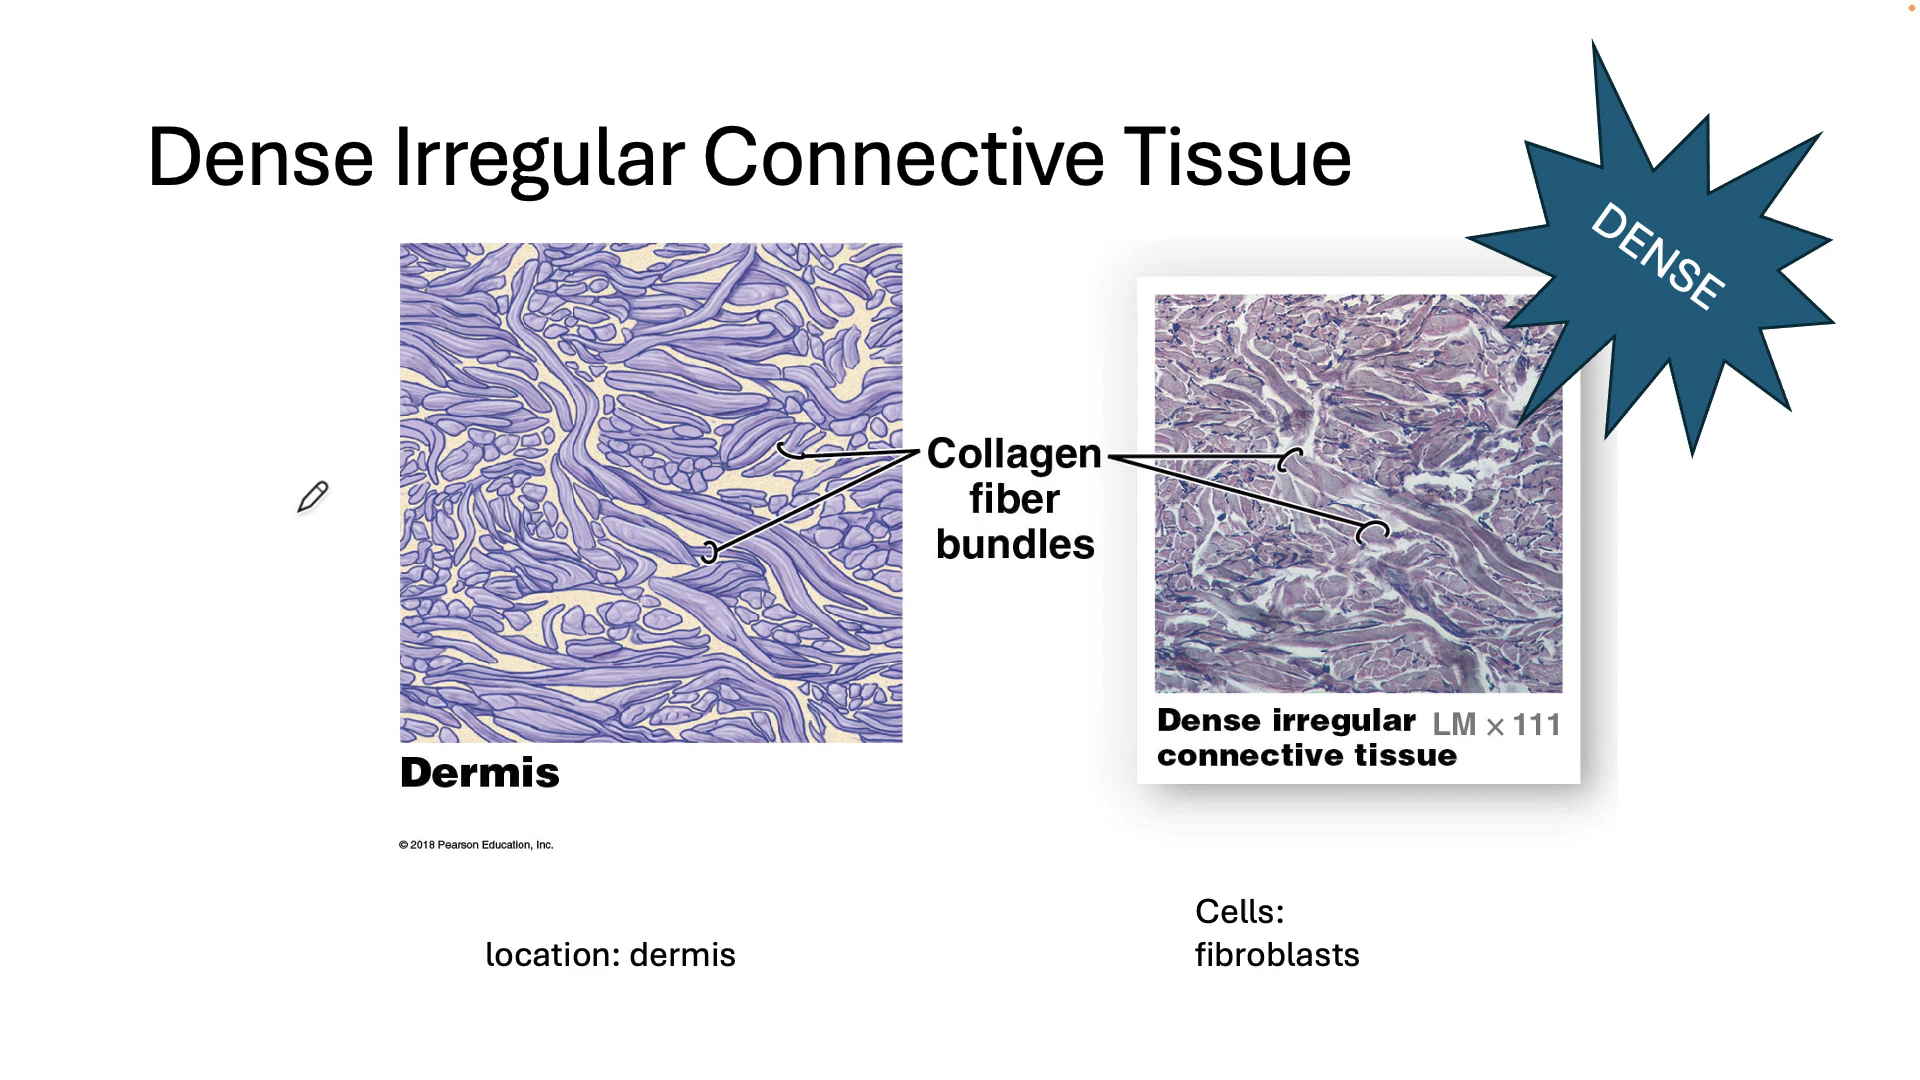 Dense Irregular Connective Tissue
DENSE
Collagen
fiber
bundles
Dense irregular LM × 111
connective tissue
Dermis
© 2018 Pearson Education, Inc.
location: dermis
Cells:
fibroblasts